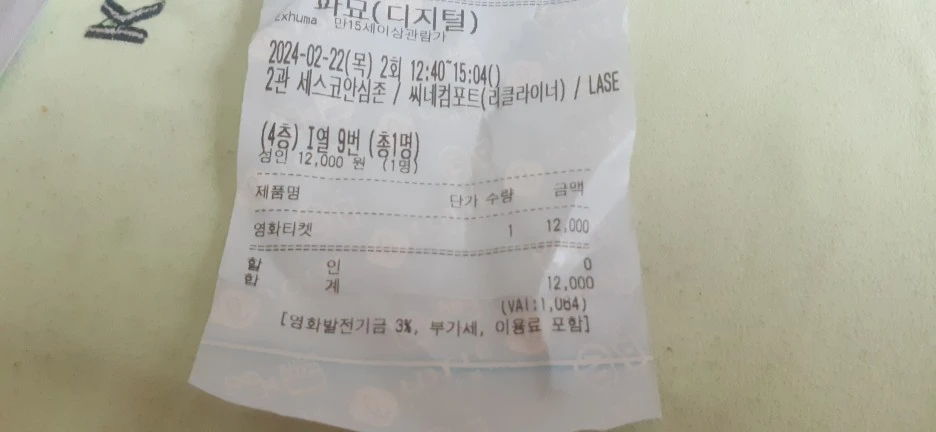 K
파묘(디지털)
Exhuma 만15세이상관람가
2024-02-22(목) 2회 12:40~15:04()
2관 세스코안심존 / 씨네컴포트(리클라이너) / LASE
(4층) I열 9번 (총1명)
성인 12,000 원 (1명)
제품명 단가 수량 금액
영화티켓 1 12,000
할 인 0
합 계 12,000
(VAT:1,064)
[영화발전기금 3%, 부가세, 이용료 포함]